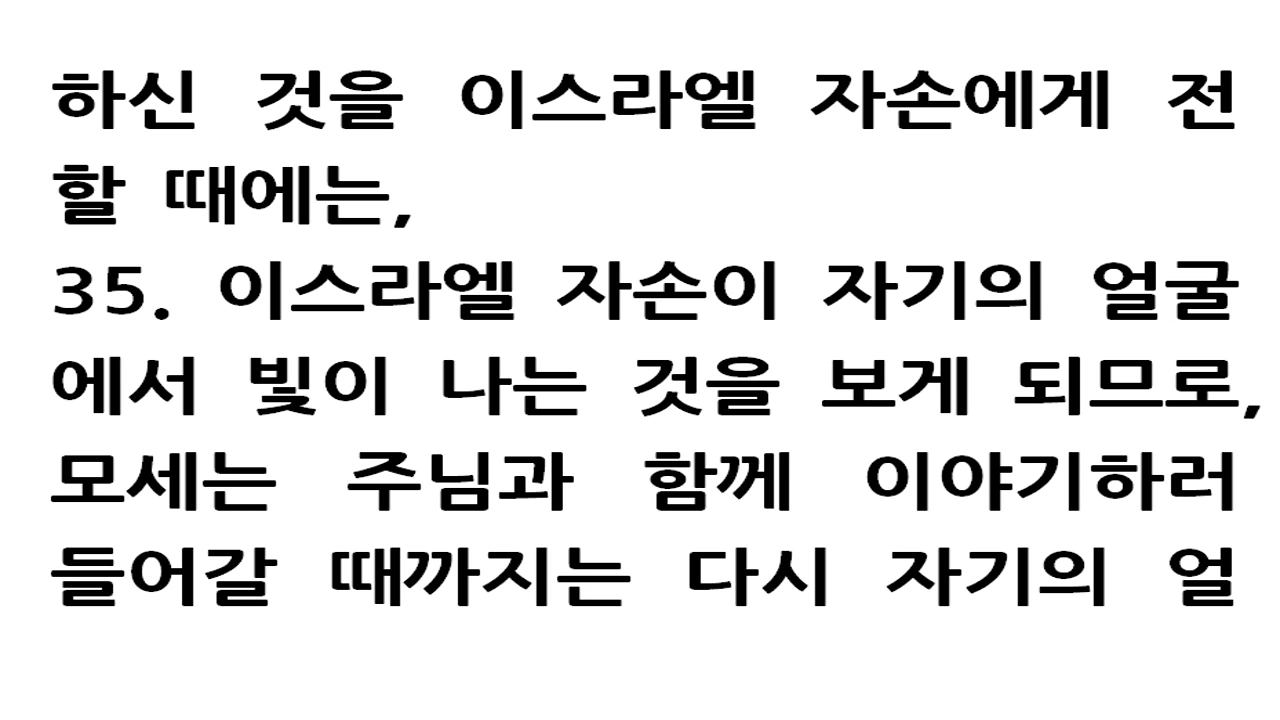 하신 것을 이스라엘 자손에게 전
할 때에는,
35. 이스라엘 자손이 자기의 얼굴
에서 빛이 나는 것을 보게 되므로,
모세는 주님과 함께 이야기하러
들어갈 때까지는 다시 자기의 얼